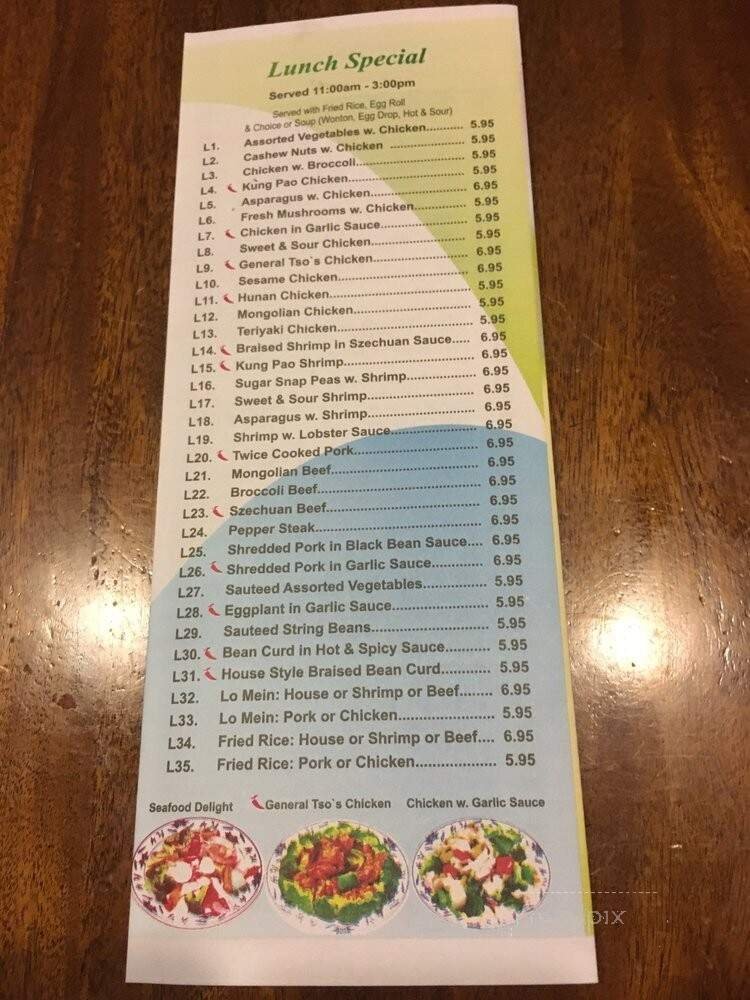 Lunch Special
Served 11:00am - 3:00pm
Served with Fried Rice, Egg Roll
& Choice or Soup (Wonton, Egg Drop, Hot & Sour)
L1. Assorted Vegetables w. Chicken.......... 5.95
L2. Cashew Nuts w. Chicken .................. 5.95
L3. Chicken w. Broccoli.......................... 5.95
L4. Kung Pao Chicken............................ 5.95
L5. Asparagus w. Chicken....................... 6.95
L6. Fresh Mushrooms w. Chicken............ 5.95
L7. Chicken in Garlic Sauce.................... 5.95
L8. Sweet & Sour Chicken....................... 5.95
L9. General Tso`s Chicken...................... 6.95
L10. Sesame Chicken............................... 6.95
L11. Hunan Chicken.................................. 5.95
L12. Mongolian Chicken............................ 5.95
L13. Teriyaki Chicken................................ 5.95
L14. Braised Shrimp in Szechuan Sauce..... 6.95
L15. Kung Pao Shrimp............................... 6.95
L16. Sugar Snap Peas w. Shrimp................ 6.95
L17. Sweet & Sour Shrimp......................... 6.95
L18. Asparagus w. Shrimp......................... 6.95
L19. Shrimp w. Lobster Sauce.................... 6.95
L20. Twice Cooked Pork............................ 6.95
L21. Mongolian Beef.................................. 6.95
L22. Broccoli Beef..................................... 6.95
L23. Szechuan Beef................................... 6.95
L24. Pepper Steak..................................... 6.95
L25. Shredded Pork in Black Bean Sauce.... 6.95
L26. Shredded Pork in Garlic Sauce............ 6.95
L27. Sauteed Assorted Vegetables.............. 5.95
L28. Eggplant in Garlic Sauce.................... 5.95
L29. Sauteed String Beans......................... 5.95
L30. Bean Curd in Hot & Spicy Sauce.......... 5.95
L31. House Style Braised Bean Curd........... 5.95
L32. Lo Mein: House or Shrimp or Beef........ 6.95
L33. Lo Mein: Pork or Chicken....................... 5.95
L34. Fried Rice: House or Shrimp or Beef.... 6.95
L35. Fried Rice: Pork or Chicken................... 5.95
Seafood Delight General Tso`s Chicken Chicken w. Garlic Sauce